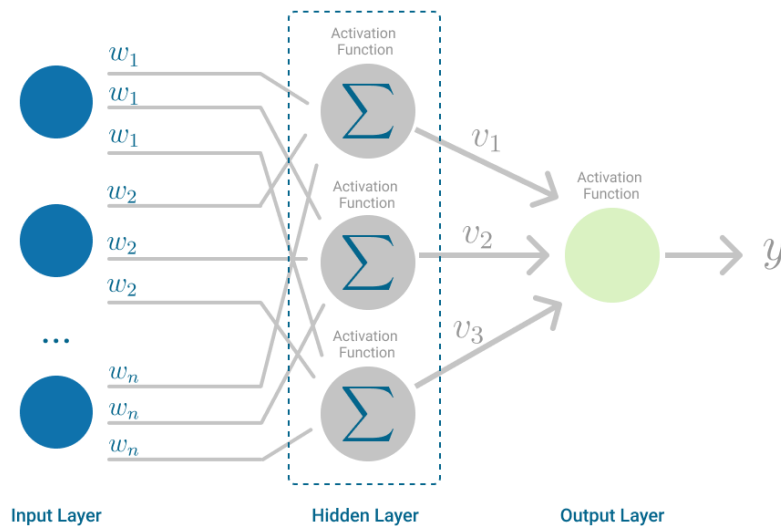 Activation
Function
w₁
w₁
w₁
∑
v₁
w₂
w₂
w₂
Activation
Function
∑
v₂
Activation
Function
y
...
Activation
Function
∑
v₃
wₙ
wₙ
wₙ
Input Layer
Hidden Layer
Output Layer